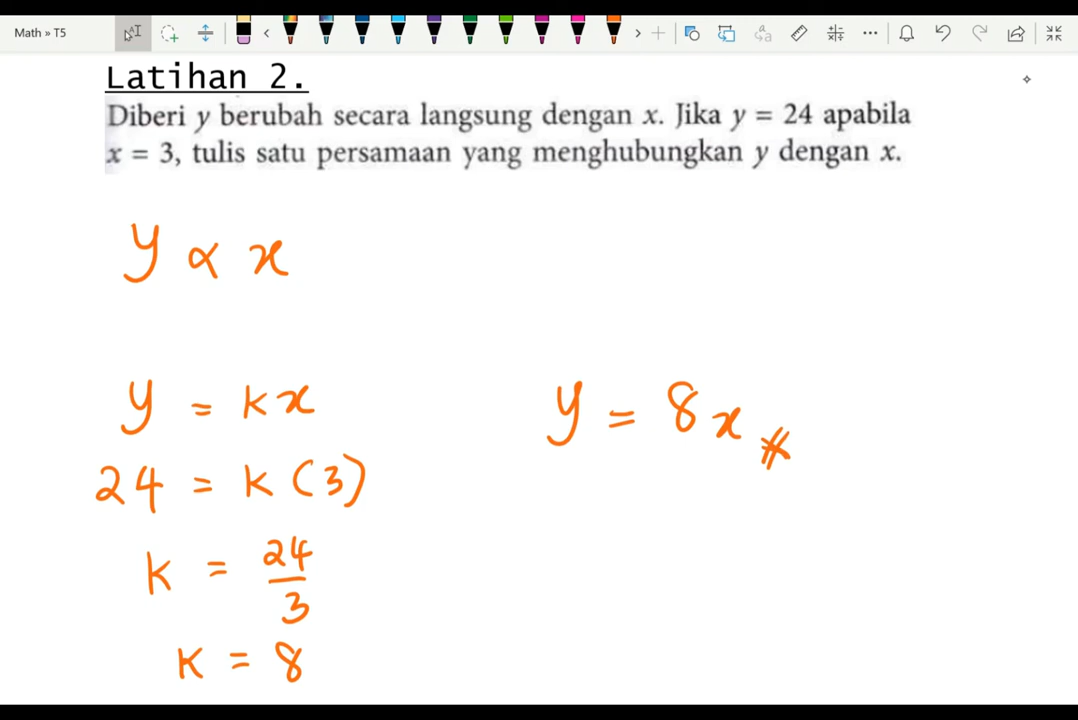 Math » T5
Latihan 2.
Diberi y berubah secara langsung dengan x. Jika y = 24 apabila
x = 3, tulis satu persamaan yang menghubungkan y dengan x.
y ∝ x
y = kx
24 = k (3)
k = 24/3
k = 8
y = 8x #